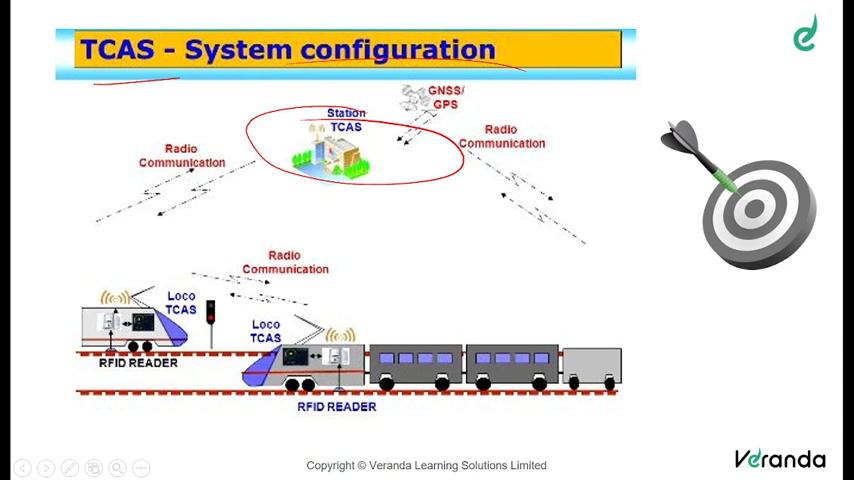 TCAS - System configuration
GNSS/
GPS
Station
TCAS
Radio
Communication
Radio
Communication
Radio
Communication
Loco
TCAS
Loco
TCAS
RFID READER
RFID READER
Copyright © Veranda Learning Solutions Limited
Veranda